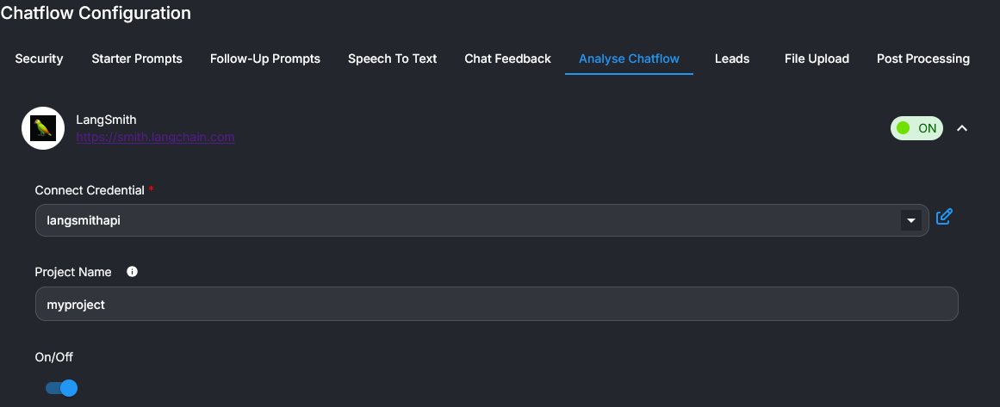 Chatflow Configuration
Security Starter Prompts Follow-Up Prompts Speech To Text Chat Feedback Analyse Chatflow Leads File Upload Post Processing
LangSmith
https://smith.langchain.com
ON
Connect Credential *
langsmithapi
Project Name
myproject
On/Off